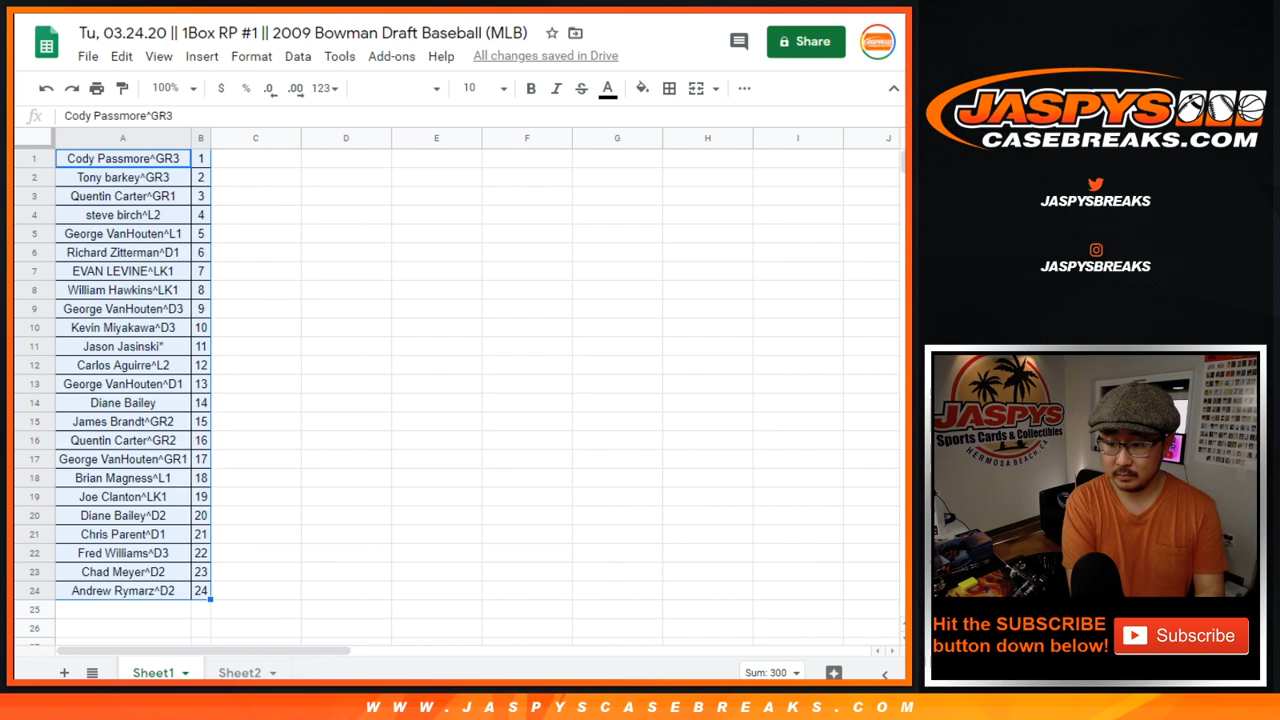 Tu, 03.24.20 || 1Box RP #1 || 2009 Bowman Draft Baseball (MLB)
File Edit View Insert Format Data Tools Add-ons Help All changes saved in Drive
Share
100% $ % .0 .00 123 10 B I S A
fx Cody Passmore^GR3
A B C D E F G H I J
1 Cody Passmore^GR3 1
2 Tony barkey^GR3 2
3 Quentin Carter^GR1 3
4 steve birch^L2 4
5 George VanHouten^L1 5
6 Richard Zitterman^D1 6
7 EVAN LEVINE^LK1 7
8 William Hawkins^LK1 8
9 George VanHouten^D3 9
10 Kevin Miyakawa^D3 10
11 Jason Jasinski" 11
12 Carlos Aguirre^L2 12
13 George VanHouten^D1 13
14 Diane Bailey 14
15 James Brandt^GR2 15
16 Quentin Carter^GR2 16
17 George VanHouten^GR1 17
18 Brian Magness^L1 18
19 Joe Clanton^LK1 19
20 Diane Bailey^D2 20
21 Chris Parent^D1 21
22 Fred Williams^D3 22
23 Chad Meyer^D2 23
24 Andrew Rymarz^D2 24
25
26
Sheet1 Sheet2 Sum: 300
JASPYS
CASEBREAKS.COM
JASPYSBREAKS
JASPYSBREAKS
JASPYS
Sports Cards & Collectibles
HERMOSA BEACH, CA
Hit the SUBSCRIBE
button down below!
Subscribe
WWW.JASPYSCASEBREAKS.COM